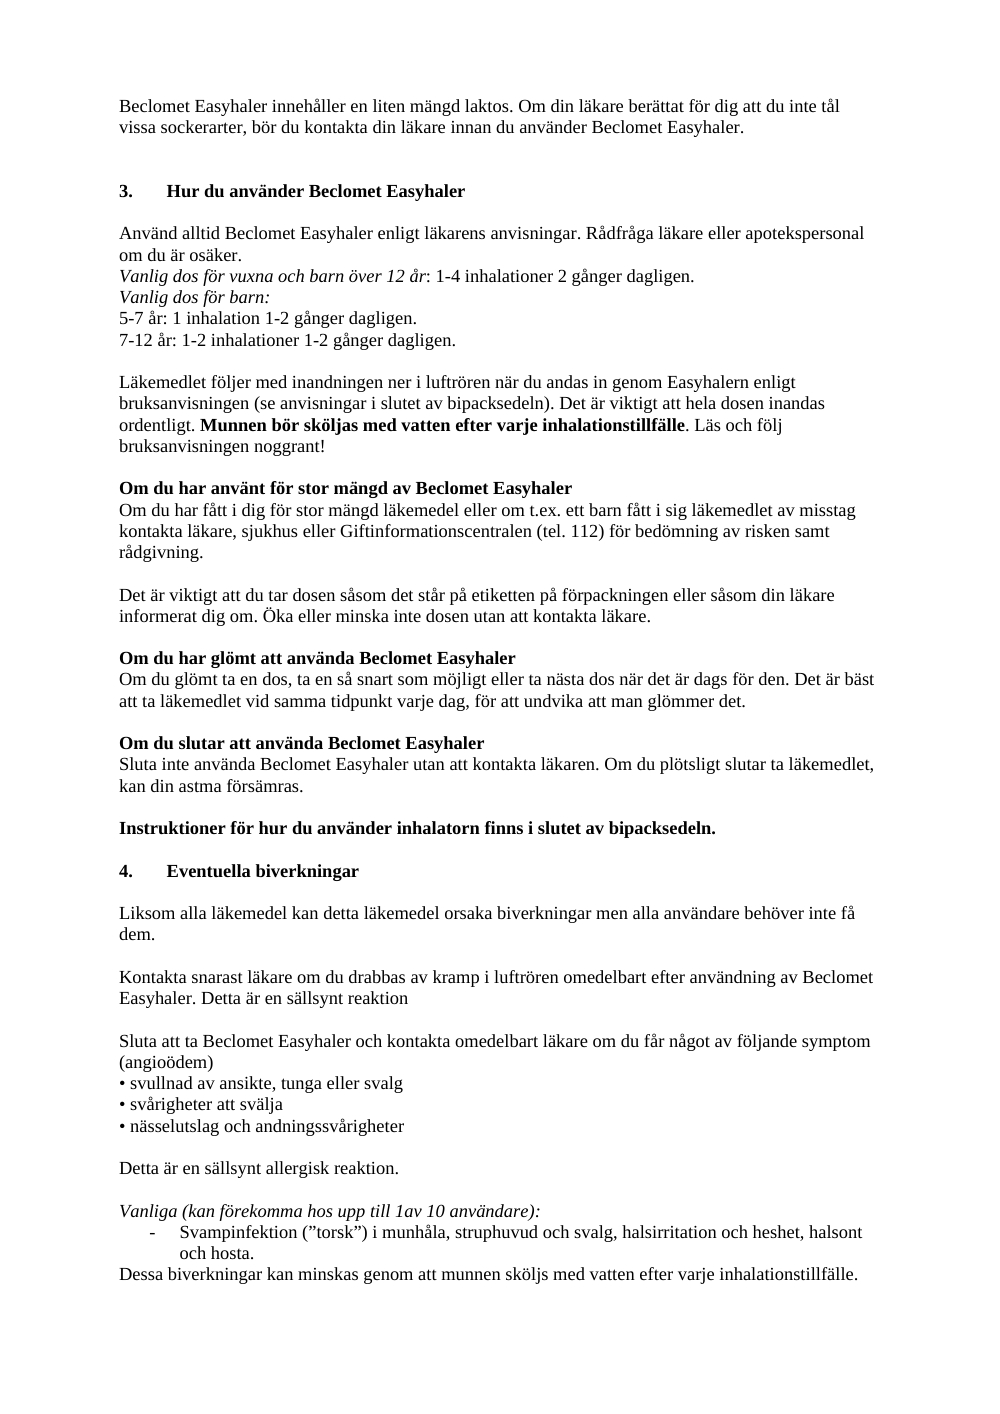 Beclomet Easyhaler innehåller en liten mängd laktos. Om din läkare berättat för dig att du inte tål
vissa sockerarter, bör du kontakta din läkare innan du använder Beclomet Easyhaler.
3. Hur du använder Beclomet Easyhaler
Använd alltid Beclomet Easyhaler enligt läkarens anvisningar. Rådfråga läkare eller apotekspersonal
om du är osäker.
Vanlig dos för vuxna och barn över 12 år: 1-4 inhalationer 2 gånger dagligen.
Vanlig dos för barn:
5-7 år: 1 inhalation 1-2 gånger dagligen.
7-12 år: 1-2 inhalationer 1-2 gånger dagligen.
Läkemedlet följer med inandningen ner i luftrören när du andas in genom Easyhalern enligt
bruksanvisningen (se anvisningar i slutet av bipacksedeln). Det är viktigt att hela dosen inandas
ordentligt. Munnen bör sköljas med vatten efter varje inhalationstillfälle. Läs och följ
bruksanvisningen noggrant!
Om du har använt för stor mängd av Beclomet Easyhaler
Om du har fått i dig för stor mängd läkemedel eller om t.ex. ett barn fått i sig läkemedlet av misstag
kontakta läkare, sjukhus eller Giftinformationscentralen (tel. 112) för bedömning av risken samt
rådgivning.
Det är viktigt att du tar dosen såsom det står på etiketten på förpackningen eller såsom din läkare
informerat dig om. Öka eller minska inte dosen utan att kontakta läkare.
Om du har glömt att använda Beclomet Easyhaler
Om du glömt ta en dos, ta en så snart som möjligt eller ta nästa dos när det är dags för den. Det är bäst
att ta läkemedlet vid samma tidpunkt varje dag, för att undvika att man glömmer det.
Om du slutar att använda Beclomet Easyhaler
Sluta inte använda Beclomet Easyhaler utan att kontakta läkaren. Om du plötsligt slutar ta läkemedlet,
kan din astma försämras.
Instruktioner för hur du använder inhalatorn finns i slutet av bipacksedeln.
4. Eventuella biverkningar
Liksom alla läkemedel kan detta läkemedel orsaka biverkningar men alla användare behöver inte få
dem.
Kontakta snarast läkare om du drabbas av kramp i luftrören omedelbart efter användning av Beclomet
Easyhaler. Detta är en sällsynt reaktion
Sluta att ta Beclomet Easyhaler och kontakta omedelbart läkare om du får något av följande symptom
(angioödem)
• svullnad av ansikte, tunga eller svalg
• svårigheter att svälja
• nässelutslag och andningssvårigheter
Detta är en sällsynt allergisk reaktion.
Vanliga (kan förekomma hos upp till 1av 10 användare):
- Svampinfektion (”torsk”) i munhåla, struphuvud och svalg, halsirritation och heshet, halsont
och hosta.
Dessa biverkningar kan minskas genom att munnen sköljs med vatten efter varje inhalationstillfälle.